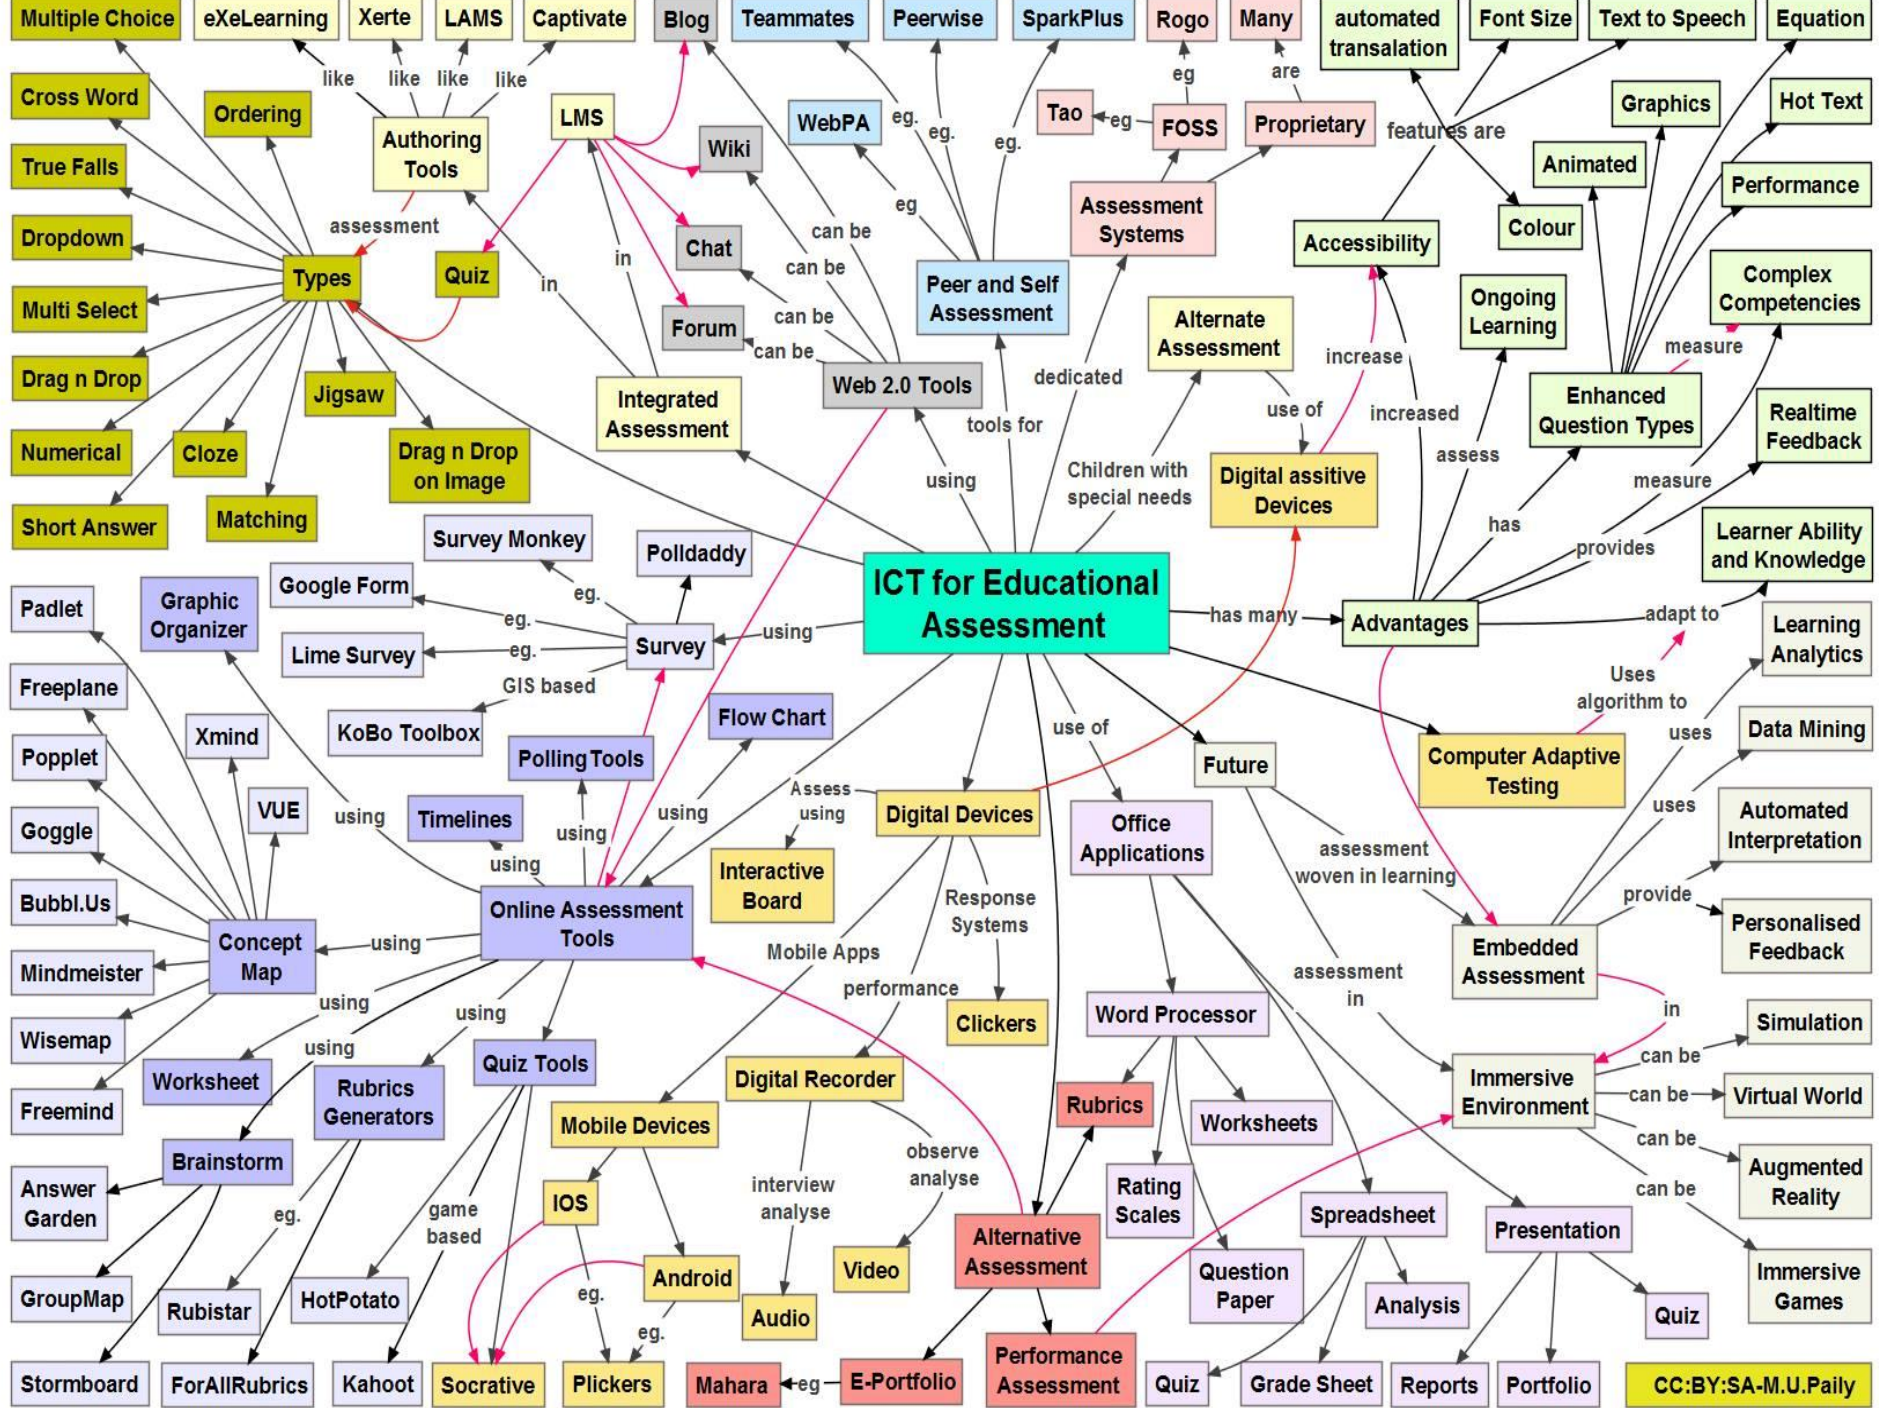 Multiple Choice
eXeLearning
Xerte
LAMS
Captivate
Blog
Teammates
Peerwise
SparkPlus
Rogo
Many
automated
transalation
Font Size
Text to Speech
Equation
like
like
like
like
eg
are
Cross Word
Ordering
Authoring
Tools
LMS
WebPA
eg.
eg.
eg.
Tao
eg
FOSS
Proprietary
features are
Graphics
Hot Text
True Falls
Wiki
Animated
Performance
assessment
eg
Assessment
Systems
Colour
Dropdown
Types
Quiz
in
in
Chat
can be
can be
can be
can be
Peer and Self
Assessment
Accessibility
Ongoing
Learning
Complex
Competencies
Multi Select
Forum
Alternate
Assessment
increase
measure
Drag n Drop
Jigsaw
Integrated
Assessment
Web 2.0 Tools
dedicated
tools for
use of
increased
Enhanced
Question Types
Realtime
Feedback
Numerical
Cloze
Drag n Drop
on Image
using
Children with
special needs
Digital assitive
Devices
assess
measure
Short Answer
Matching
Survey Monkey
Polldaddy
has
provides
Learner Ability
and Knowledge
Padlet
Graphic
Organizer
Google Form
eg.
eg.
Lime Survey
eg.
Survey
using
ICT for Educational
Assessment
has many
Advantages
adapt to
Learning
Analytics
GIS based
KoBo Toolbox
Freeplane
Xmind
Polling Tools
Flow Chart
use of
Future
Uses
algorithm to
uses
Data Mining
Computer Adaptive
Testing
Popplet
VUE
using
Timelines
using
using
using
Assess
using
Digital Devices
Office
Applications
uses
Automated
Interpretation
Goggle
Interactive
Board
Response
Systems
assessment
woven in learning
provide
Bubbl.Us
Concept
Map
using
Online Assessment
Tools
Mobile Apps
performance
Embedded
Assessment
Personalised
Feedback
Mindmeister
using
using
using
Clickers
Word Processor
assessment
in
in
Wisemap
Simulation
can be
Worksheet
Rubrics
Generators
Quiz Tools
Digital Recorder
Rubrics
Worksheets
Immersive
Environment
can be
Virtual World
Freemind
Mobile Devices
can be
Augmented
Reality
can be
Brainstorm
Answer
Garden
eg.
game
based
IOS
interview
analyse
observe
analyse
Rating
Scales
Alternative
Assessment
Spreadsheet
Presentation
GroupMap
Rubistar
HotPotato
eg.
Android
eg.
Audio
Video
Question
Paper
Analysis
Quiz
Immersive
Games
Stormboard
ForAllRubrics
Kahoot
Socrative
Plickers
Mahara
eg
E-Portfolio
Performance
Assessment
Quiz
Grade Sheet
Reports
Portfolio
CC:BY:SA-M.U.Paily